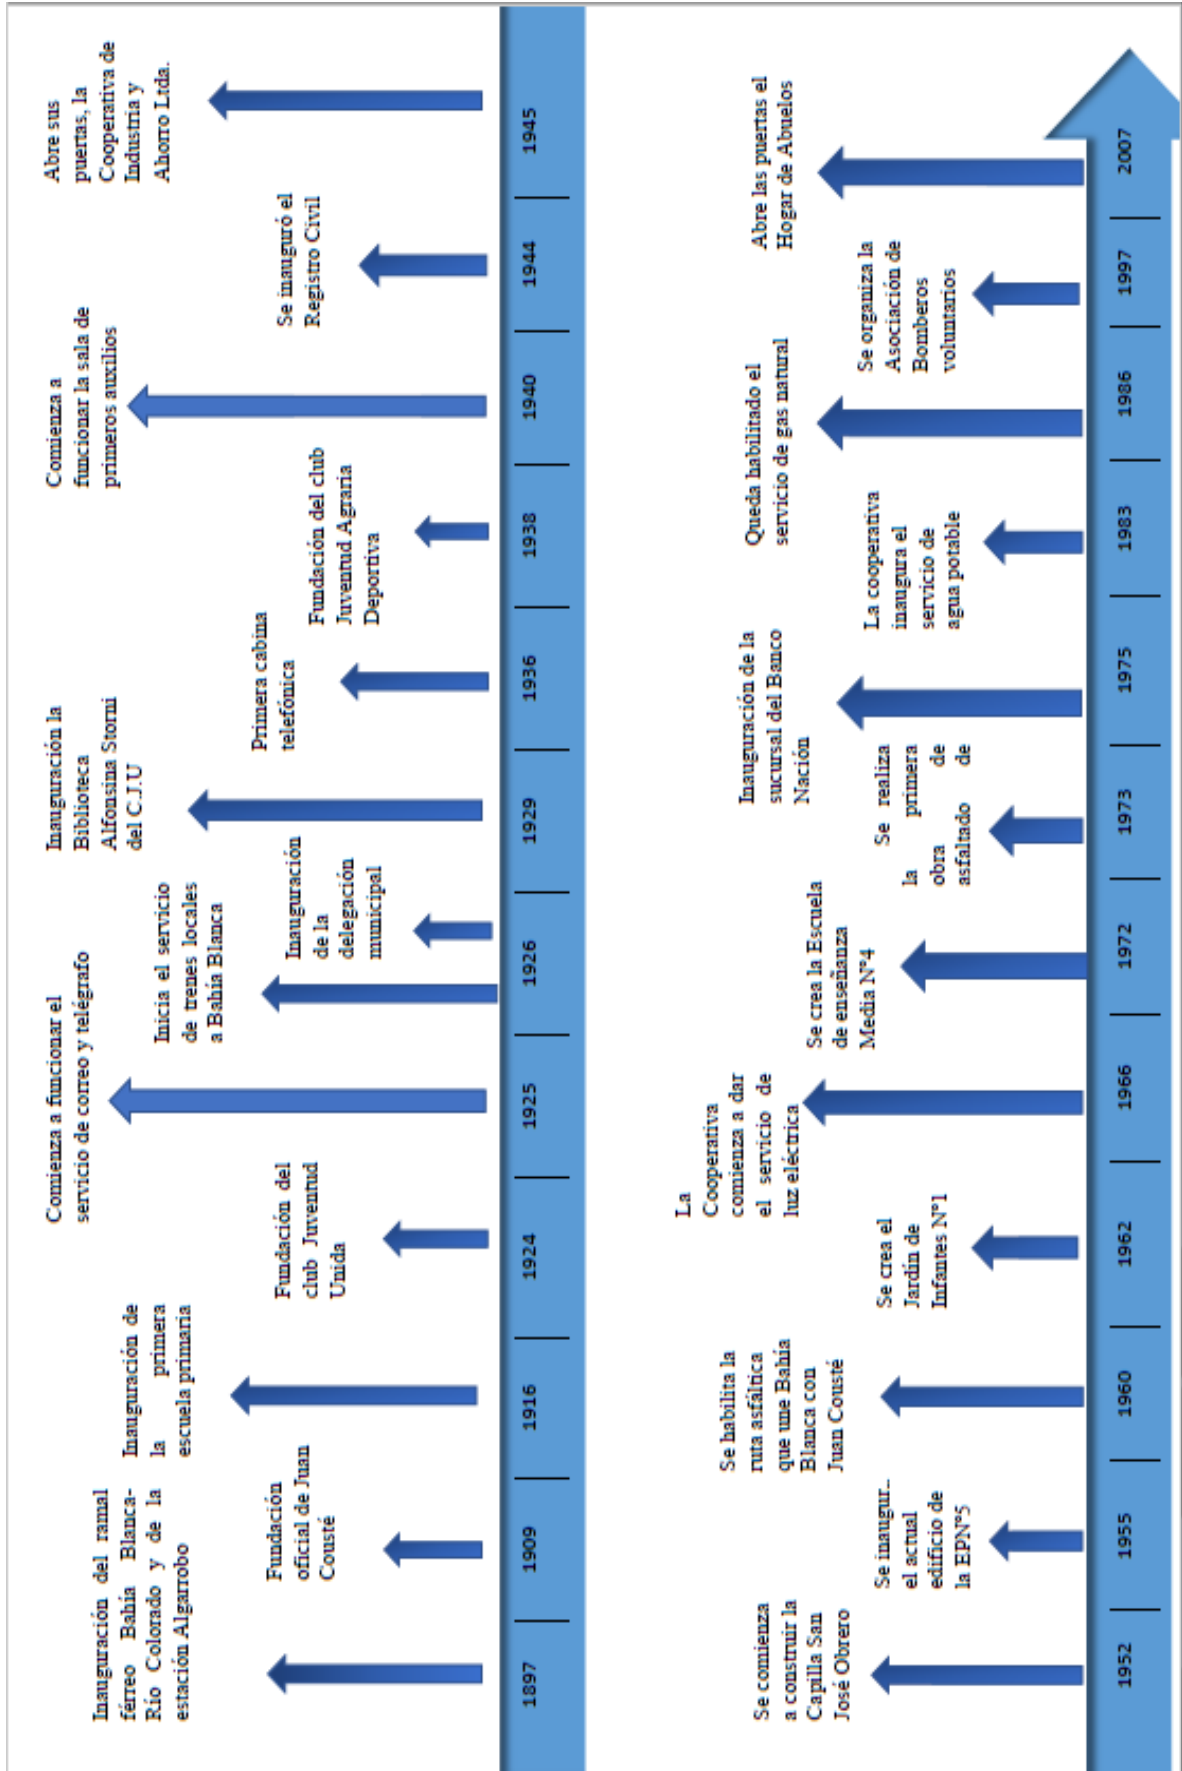 Inauguración del ramal
férreo Bahía Blanca-
Río Colorado y de la
estación Algarrobo
1897
Fundación
oficial de Juan
Cousté
1909
Inauguración de
la primera
escuela primaria
1916
Fundación del
club Juventud
Unida
1924
Comienza a funcionar el
servicio de correo y telégrafo
1925
Inicia el servicio
de trenes locales
a Bahía Blanca
Inauguración
de la
delegación
municipal
1926
Inauguración la
Biblioteca
Alfonsina Storni
del C.J.U
1929
Primera cabina
telefónica
1936
Fundación del club
Juventud Agraria
Deportiva
1938
Comienza a
funcionar la sala de
primeros auxilios
1940
Se inauguró el
Registro Civil
1944
Abre sus
puertas, la
Cooperativa de
Industria y
Ahorro Ltda.
1945
Se comienza
a construir la
Capilla San
José Obrero
1952
Se inaugur..
el actual
edificio de
la EPN°5
1955
Se habilita la
ruta asfáltica
que une Bahía
Blanca con
Juan Cousté
1960
Se crea el
Jardín de
Infantes N°1
1962
La
Cooperativa
comienza a dar
el servicio de
luz eléctrica
1966
Se crea la Escuela
de enseñanza
Media N°4
1972
Se realiza
la primera
obra de
asfaltado de
1973
Inauguración de la
sucursal del Banco
Nación
1975
La cooperativa
inaugura el
servicio de
agua potable
1983
Queda habilitado el
servicio de gas natural
1986
Se organiza la
Asociación de
Bomberos
voluntarios
1997
Abre las puertas el
Hogar de Abuelos
2007